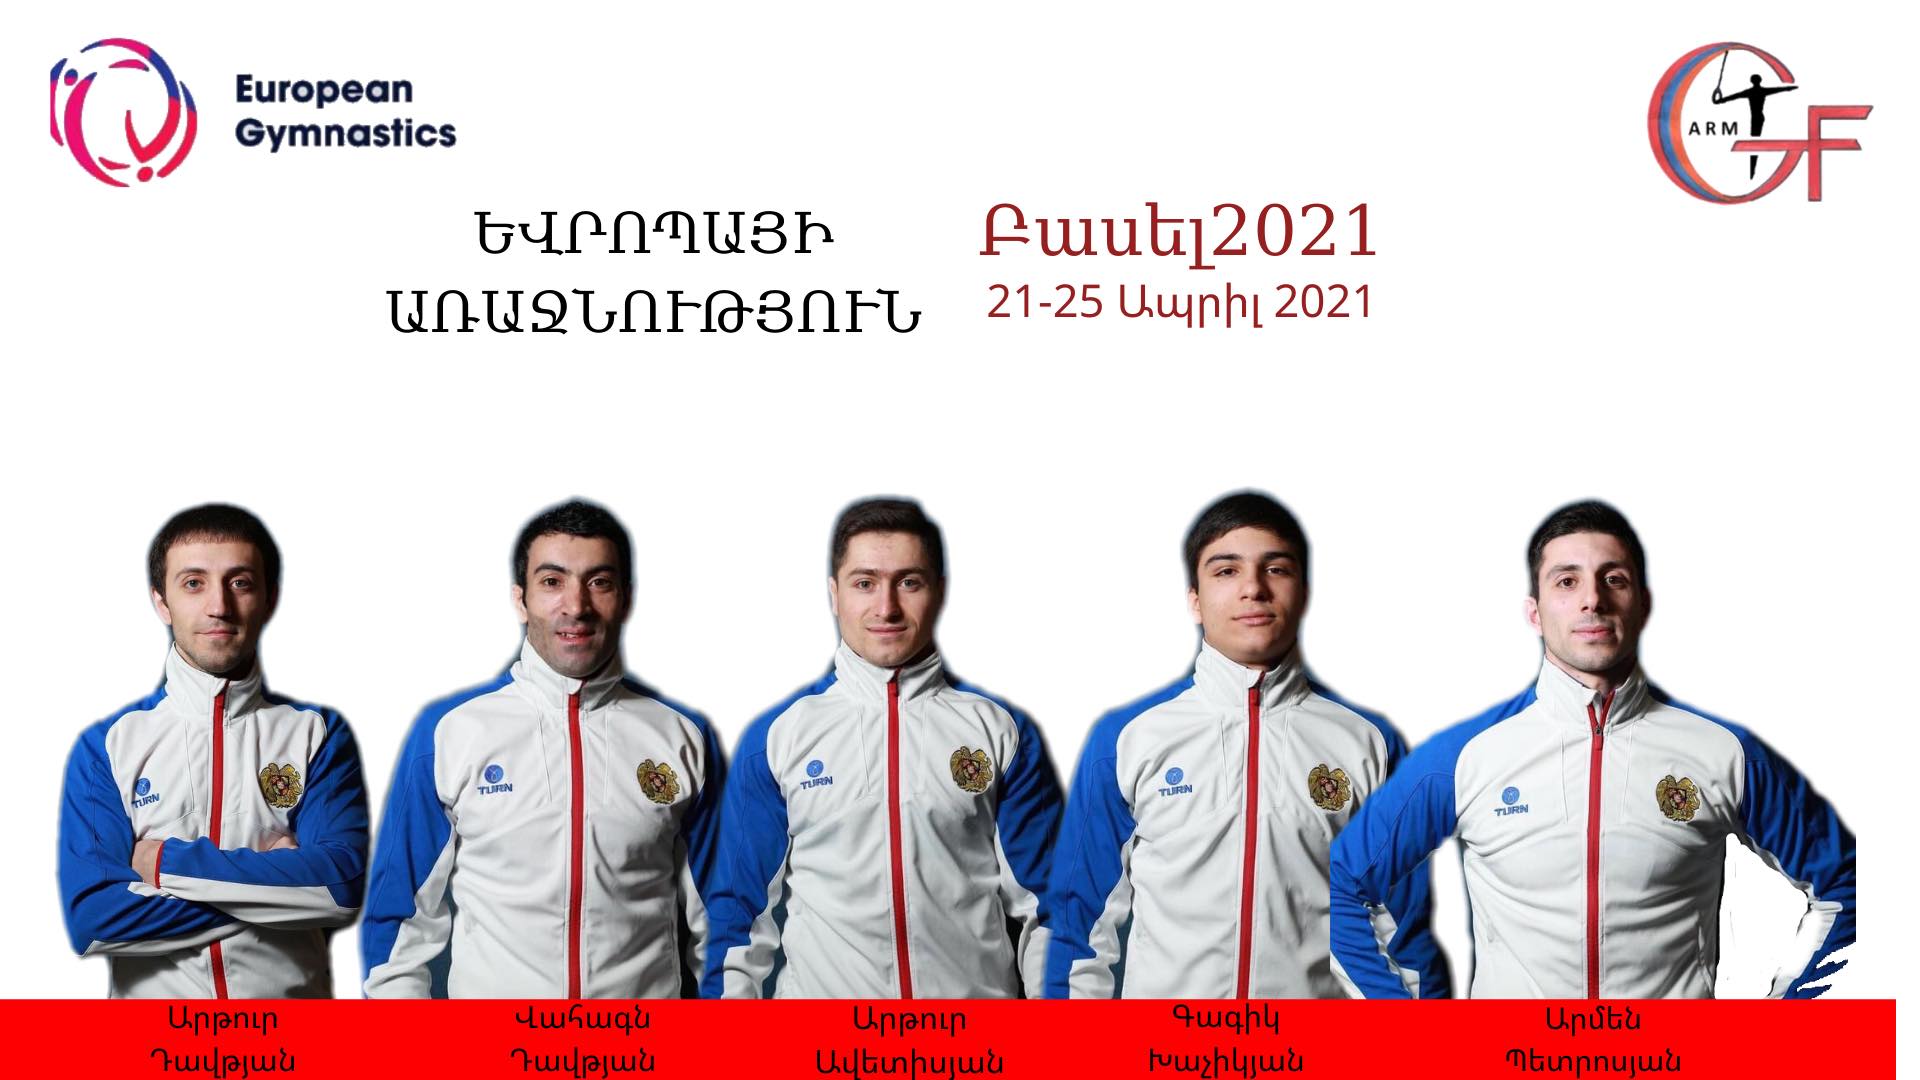 European
Gymnastics
ARM
GF
ԵՎՐՈՊԱՅԻ
ԱՌԱՋՆՈՒԹՅՈՒՆ
Բասել2021
21-25 Ապրիլ 2021
TURN
TURN
TURN
TURN
TURN
Արթուր
Դավթյան
Վահագն
Դավթյան
Արթուր
Ավետիսյան
Գագիկ
Խաչիկյան
Արմեն
Պետրոսյան